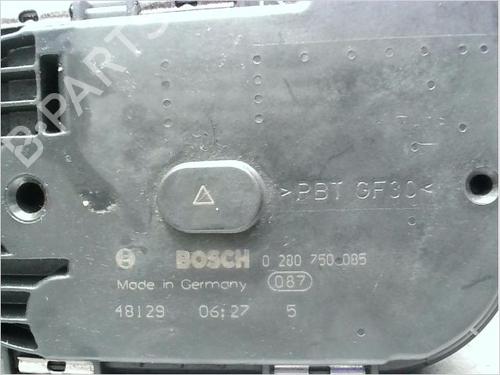 B-PARTS
>PBT GF30<
BOSCH 0 280 750 085
Made in Germany 087
48129 06;27 5